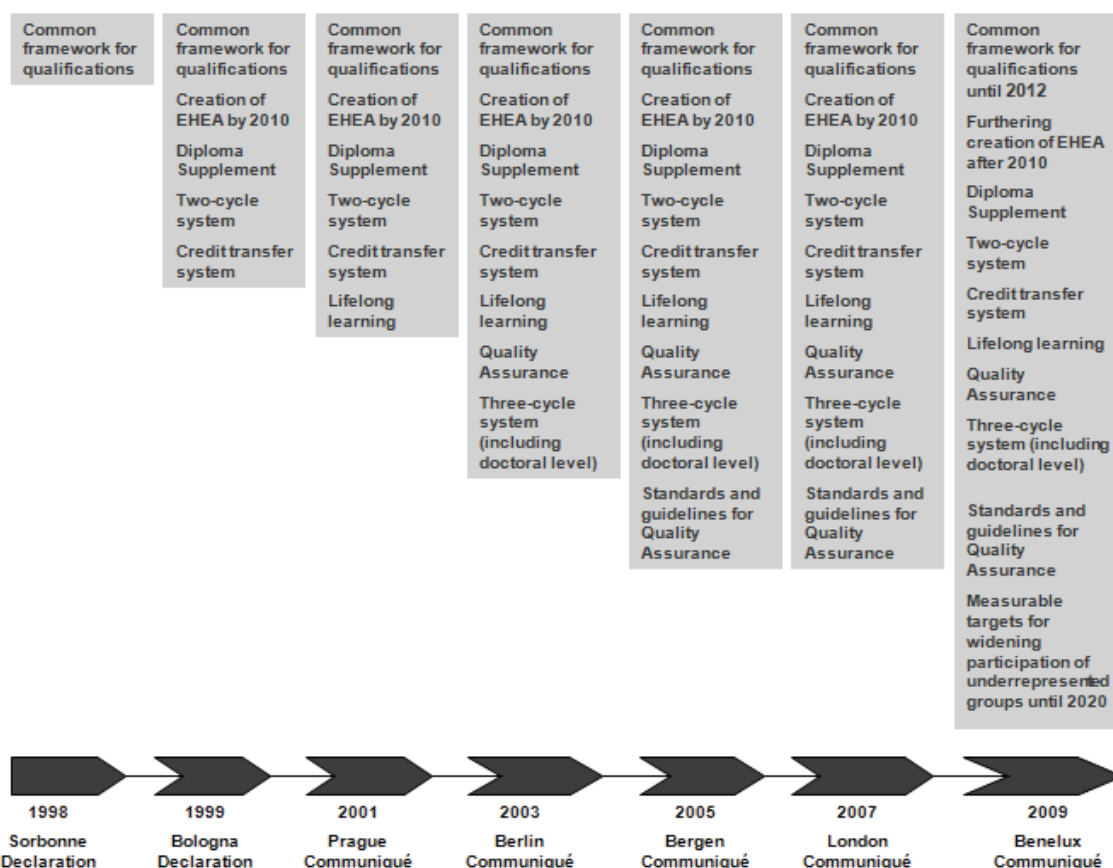 Common
framework for
qualifications
Common
framework for
qualifications
Creation of
EHEA by 2010
Diploma
Supplement
Two-cycle
system
Credit transfer
system
Common
framework for
qualifications
Creation of
EHEA by 2010
Diploma
Supplement
Two-cycle
system
Credit transfer
system
Lifelong
learning
Common
framework for
qualifications
Creation of
EHEA by 2010
Diploma
Supplement
Two-cycle
system
Credit transfer
system
Lifelong
learning
Quality
Assurance
Three-cycle
system
(including
doctoral level)
Common
framework for
qualifications
Creation of
EHEA by 2010
Diploma
Supplement
Two-cycle
system
Credit transfer
system
Lifelong
learning
Quality
Assurance
Three-cycle
system
(including
doctoral level)
Standards and
guidelines for
Quality
Assurance
Common
framework for
qualifications
Creation of
EHEA by 2010
Diploma
Supplement
Two-cycle
system
Credit transfer
system
Lifelong
learning
Quality
Assurance
Three-cycle
system
(including
doctoral level)
Standards and
guidelines for
Quality
Assurance
Common
framework for
qualifications
until 2012
Furthering
creation of EHEA
after 2010
Diploma
Supplement
Two-cycle
system
Credit transfer
system
Lifelong learning
Quality
Assurance
Three-cycle
system (including
doctoral level)
Standards and
guidelines for
Quality
Assurance
Measurable
targets for
widening
participation of
underrepresented
groups until 2020
1998
Sorbonne
Declaration
1999
Bologna
Declaration
2001
Prague
Communiqué
2003
Berlin
Communiqué
2005
Bergen
Communiqué
2007
London
Communiqué
2009
Benelux
Communiqué